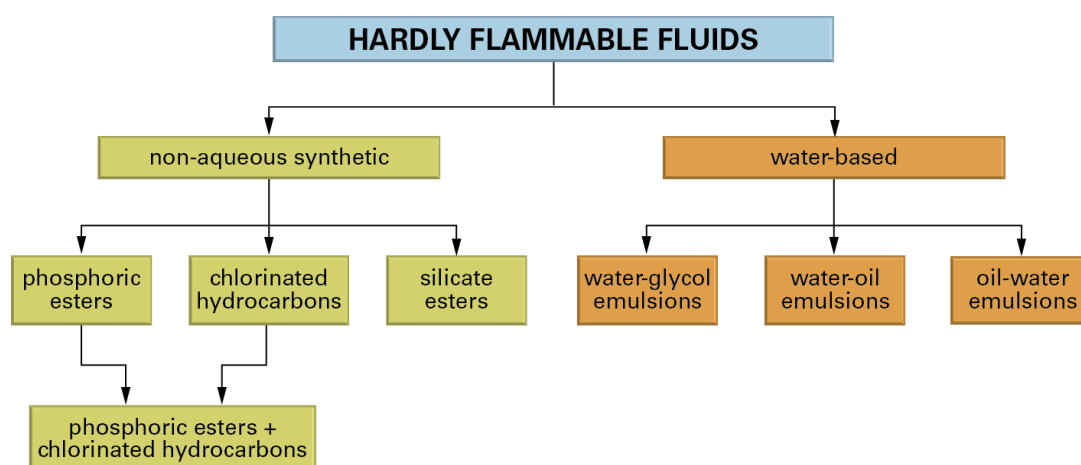 HARDLY FLAMMABLE FLUIDS
non-aqueous synthetic
water-based
phosphoric
esters
chlorinated
hydrocarbons
silicate
esters
water-glycol
emulsions
water-oil
emulsions
oil-water
emulsions
phosphoric esters +
chlorinated hydrocarbons